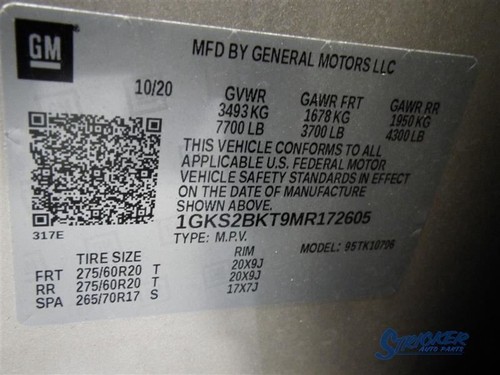 GM
MFD BY GENERAL MOTORS LLC
10/20 GVWR GAWR FRT GAWR RR
3493 KG 1678 KG 1950 KG
7700 LB 3700 LB 4300 LB
THIS VEHICLE CONFORMS TO ALL
APPLICABLE U.S. FEDERAL MOTOR
VEHICLE SAFETY STANDARDS IN EFFECT
ON THE DATE OF MANUFACTURE
SHOWN ABOVE.
1GKS2BKT9MR172605
317E
TYPE: M.P.V. MODEL: 95TK10706
TIRE SIZE RIM
FRT 275/60R20 T 20X9J
RR 275/60R20 T 20X9J
SPA 265/70R17 S 17X7J
STRYKER
AUTO PARTS